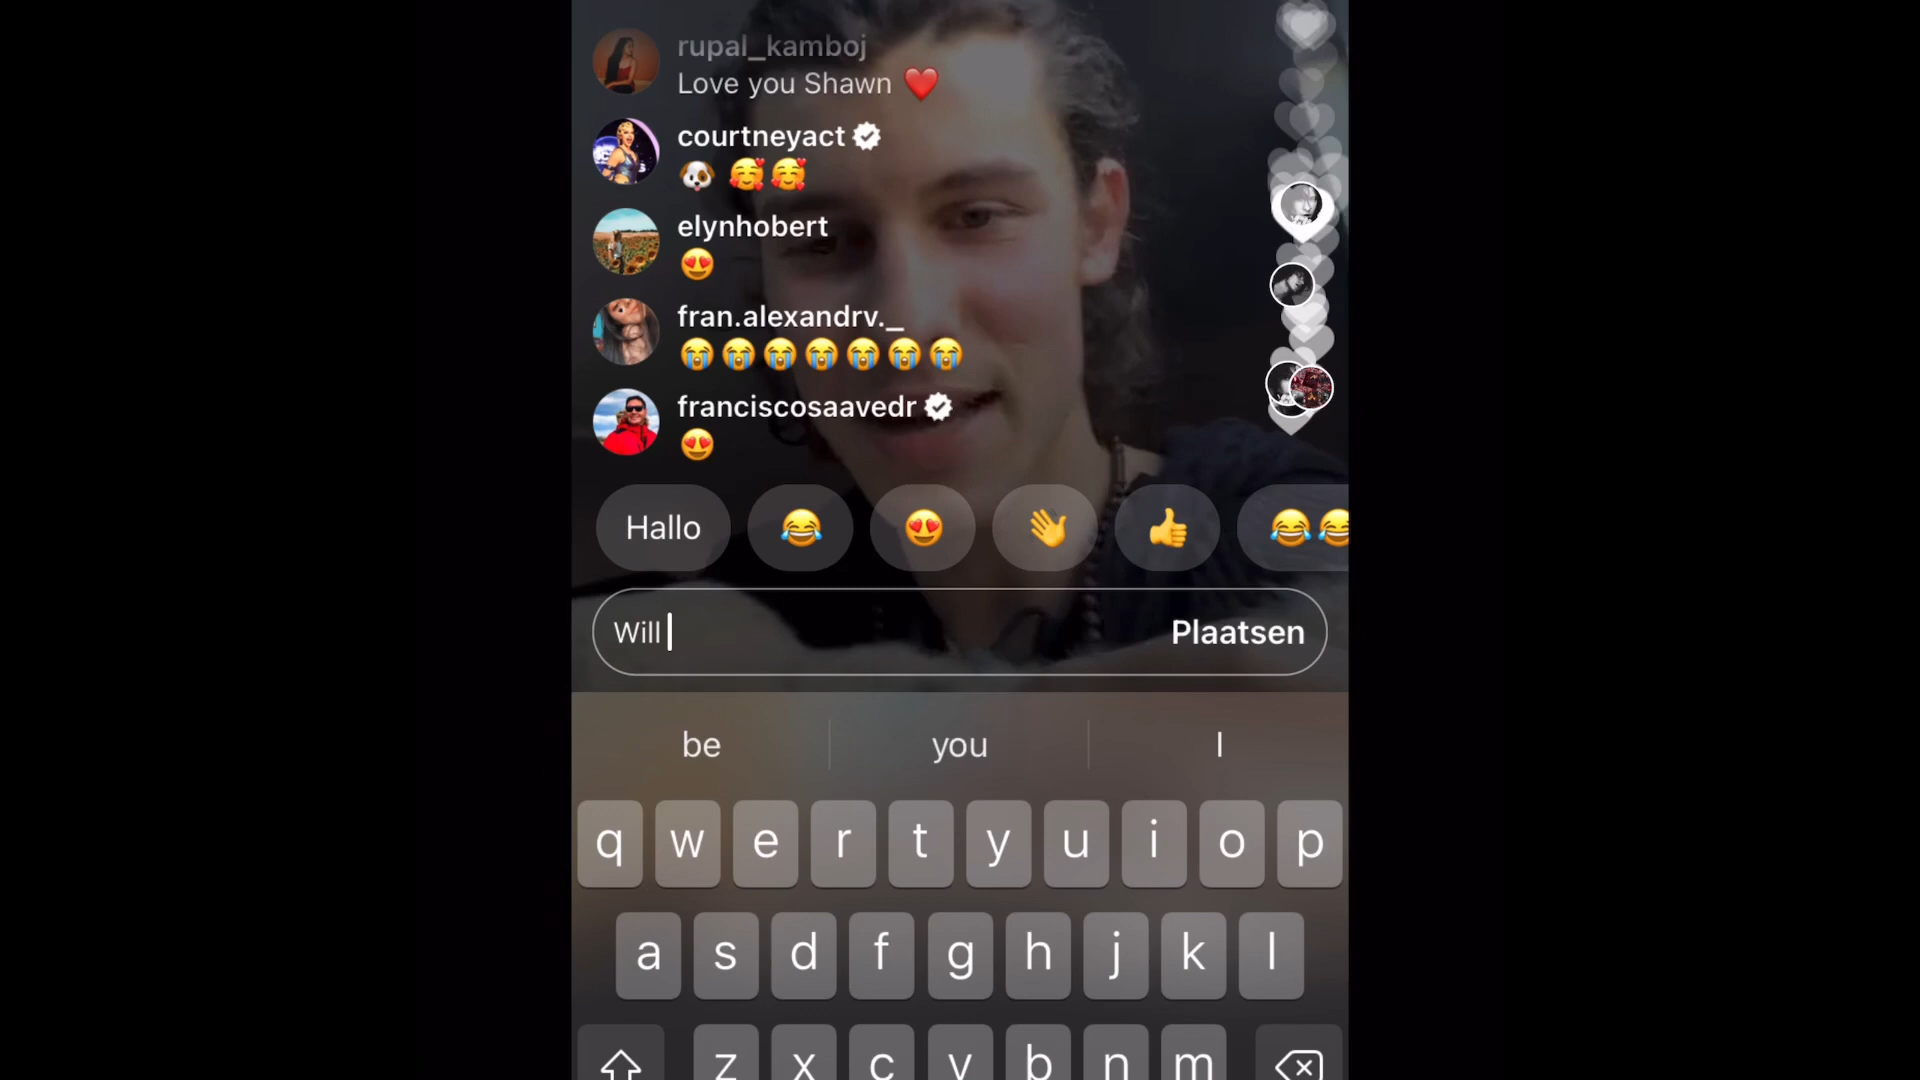 rupal_kamboj
Love you Shawn ❤️
courtneyact
🐶 🥰🥰
elynhobert
😍
fran.alexandrv._
😭😭😭😭😭😭😭
franciscosaavedr
😍
Hallo 😂 😍 👋 👍 😂😂
Will
Plaatsen
be you I
q w e r t y u i o p
a s d f g h j k l
z x c v b n m